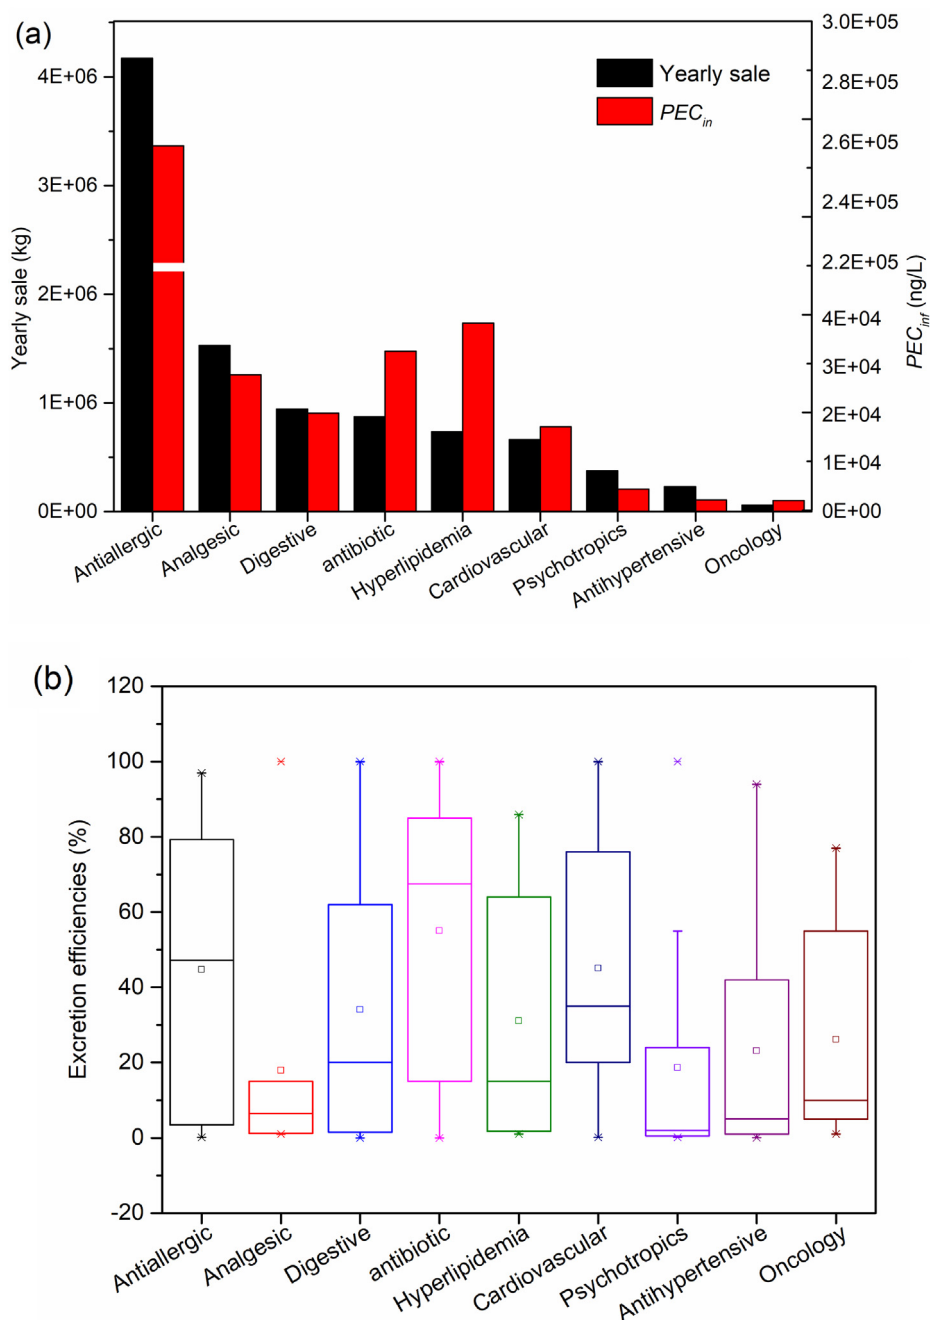 (a)
Yearly sale
PEC_in
Yearly sale (kg)
4E+06
3E+06
2E+06
1E+06
0E+00
3.0E+05
2.8E+05
2.6E+05
2.4E+05
2.2E+05
4E+04
3E+04
2E+04
1E+04
0E+00
PEC_inf (ng/L)
Antiallergic
Analgesic
Digestive
antibiotic
Hyperlipidemia
Cardiovascular
Psychotropics
Antihypertensive
Oncology
(b)
Excretion efficiencies (%)
120
100
80
60
40
20
0
-20
Antiallergic
Analgesic
Digestive
antibiotic
Hyperlipidemia
Cardiovascular
Psychotropics
Antihypertensive
Oncology